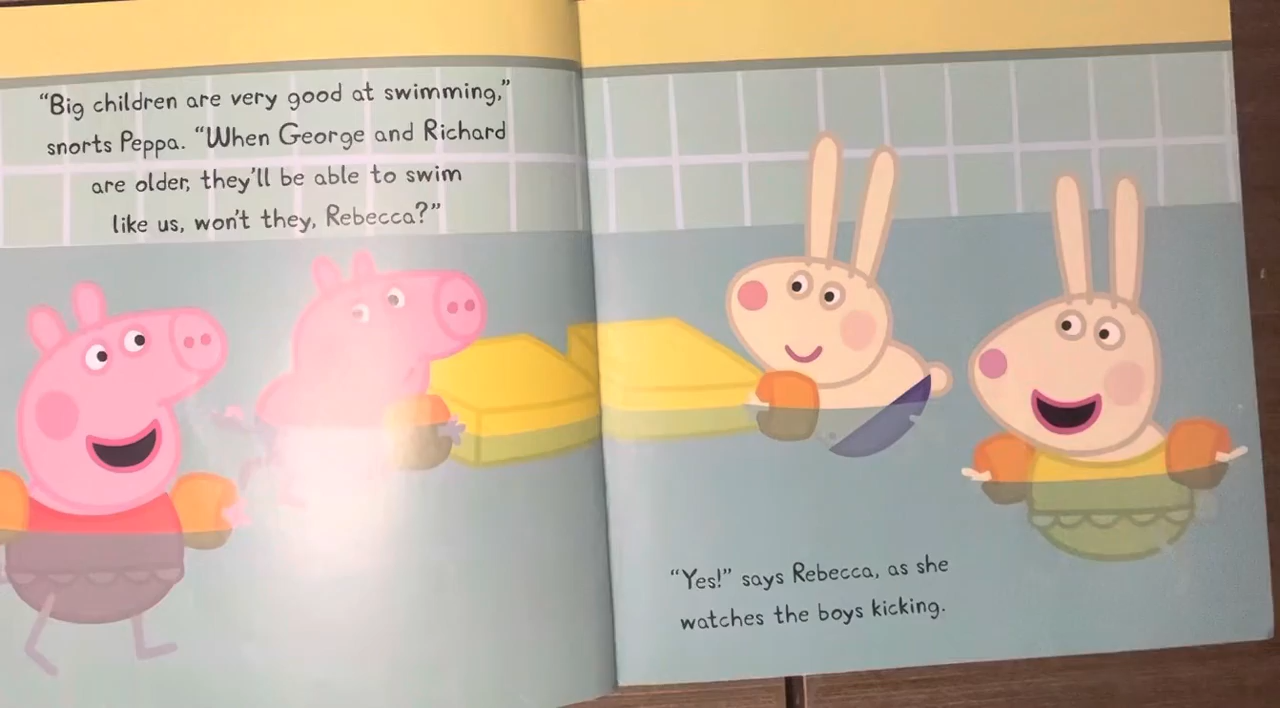 “Big children are very good at swimming,”
snorts Peppa. “When George and Richard
are older, they’ll be able to swim
like us, won’t they, Rebecca?”
“Yes!” says Rebecca, as she
watches the boys kicking.